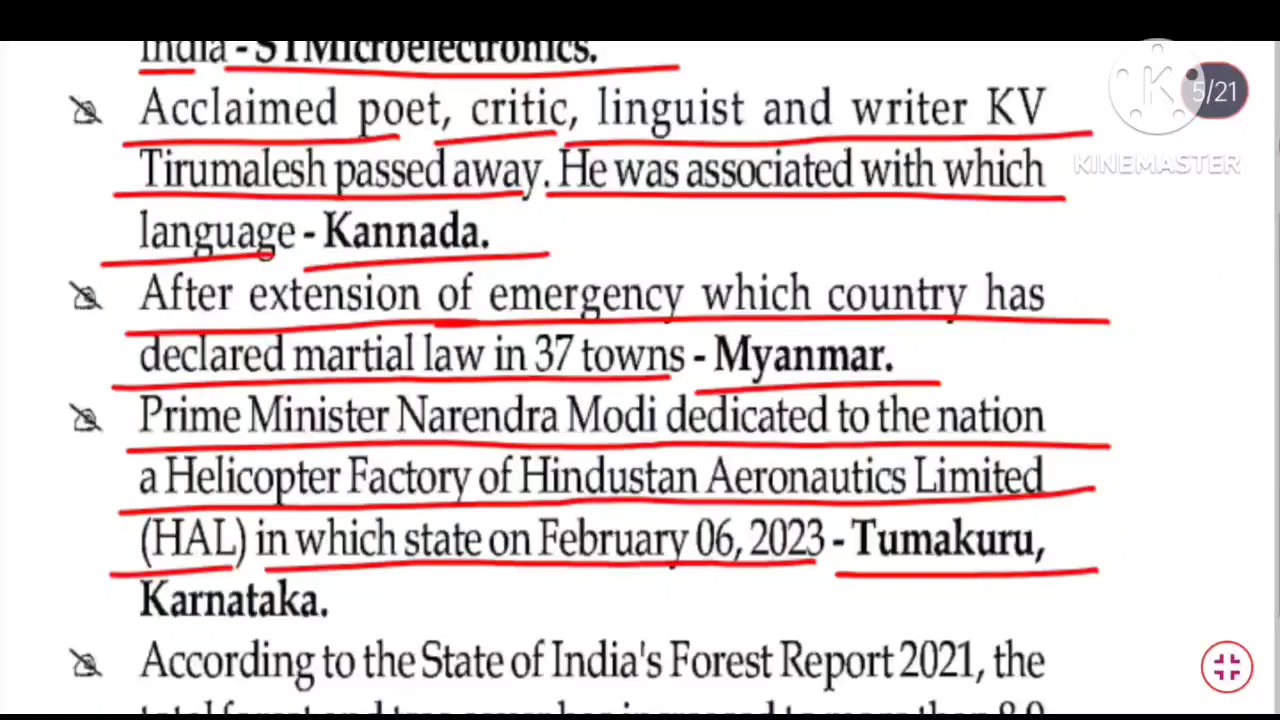 India - STMicroelectronics.
5/21
KINEMASTER
Acclaimed poet, critic, linguist and writer KV
Tirumalesh passed away. He was associated with which
language - Kannada.
After extension of emergency which country has
declared martial law in 37 towns - Myanmar.
Prime Minister Narendra Modi dedicated to the nation
a Helicopter Factory of Hindustan Aeronautics Limited
(HAL) in which state on February 06, 2023 - Tumakuru,
Karnataka.
According to the State of India's Forest Report 2021, the